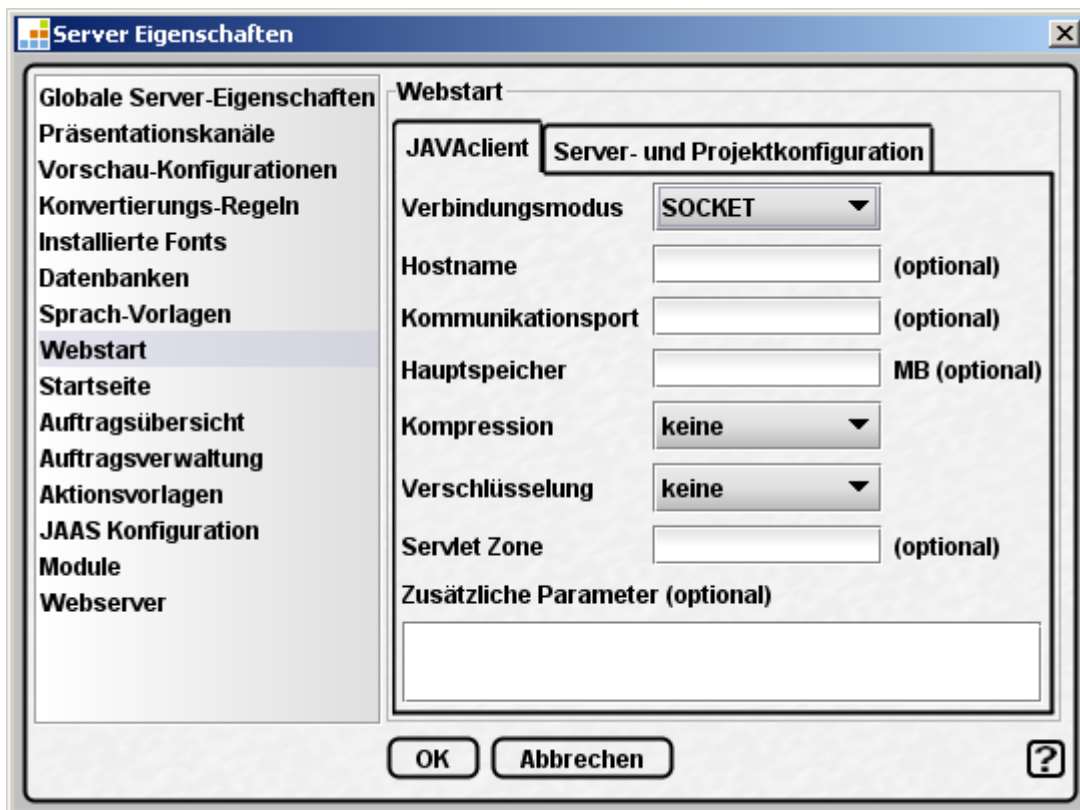 Server Eigenschaften
Globale Server-Eigenschaften
Präsentationskanäle
Vorschau-Konfigurationen
Konvertierungs-Regeln
Installierte Fonts
Datenbanken
Sprach-Vorlagen
Webstart
Startseite
Auftragsübersicht
Auftragsverwaltung
Aktionsvorlagen
JAAS Konfiguration
Module
Webserver
Webstart
JAVAclient Server- und Projektkonfiguration
Verbindungsmodus SOCKET
Hostname (optional)
Kommunikationsport (optional)
Hauptspeicher MB (optional)
Kompression keine
Verschlüsselung keine
Servlet Zone (optional)
Zusätzliche Parameter (optional)
OK Abbrechen ?